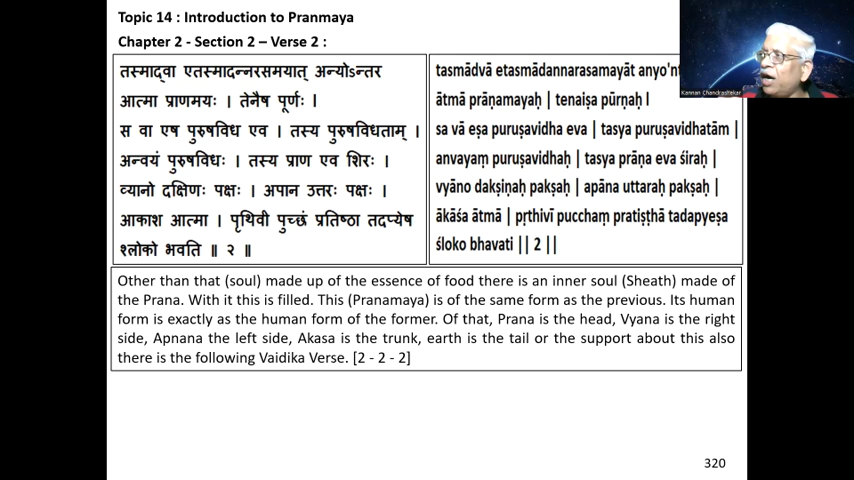 Topic 14 : Introduction to Pranmaya
Chapter 2 - Section 2 – Verse 2 :
तस्माद्वा एतस्मादन्नरसमयात् अन्योऽन्तर
आत्मा प्राणमयः । तेनैष पूर्णः ।
स वा एष पुरुषविध एव । तस्य पुरुषविधताम् ।
अन्वयं पुरुषविधः । तस्य प्राण एव शिरः ।
व्यानो दक्षिणः पक्षः । अपान उत्तरः पक्षः ।
आकाश आत्मा । पृथिवी पुच्छं प्रतिष्ठा तदप्येष
श्लोको भवति ॥ २ ॥
tasmādvā etasmādannarasamayāt
ātmā prāṇamayaḥ | tenaiṣa pūrṇaḥ l
sa vā eṣa puruṣavidha eva | tasya puruṣavidhatām |
anvayaṃ puruṣavidhaḥ | tasya prāṇa eva śiraḥ |
vyāno dakṣiṇaḥ pakṣaḥ | apāna uttaraḥ pakṣaḥ |
ākāśa ātmā | pṛthivī pucchaṃ pratiṣṭhā tadapyeṣa
śloko bhavati || 2 ||
Other than that (soul) made up of the essence of food there is an inner soul (Sheath) made of
the Prana. With it this is filled. This (Pranamaya) is of the same form as the previous. Its human
form is exactly as the human form of the former. Of that, Prana is the head, Vyana is the right
side, Apnana the left side, Akasa is the trunk, earth is the tail or the support about this also
there is the following Vaidika Verse. [2 - 2 - 2]
Kannan Chandrashekar
320